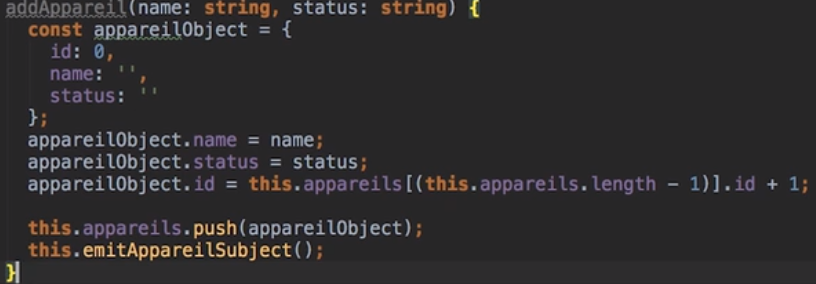 addAppareil(name: string, status: string) {
const appareilObject = {
id: 0,
name: '',
status: ''
};
appareilObject.name = name;
appareilObject.status = status;
appareilObject.id = this.appareils[(this.appareils.length - 1)].id + 1;
this.appareils.push(appareilObject);
this.emitAppareilSubject();
}